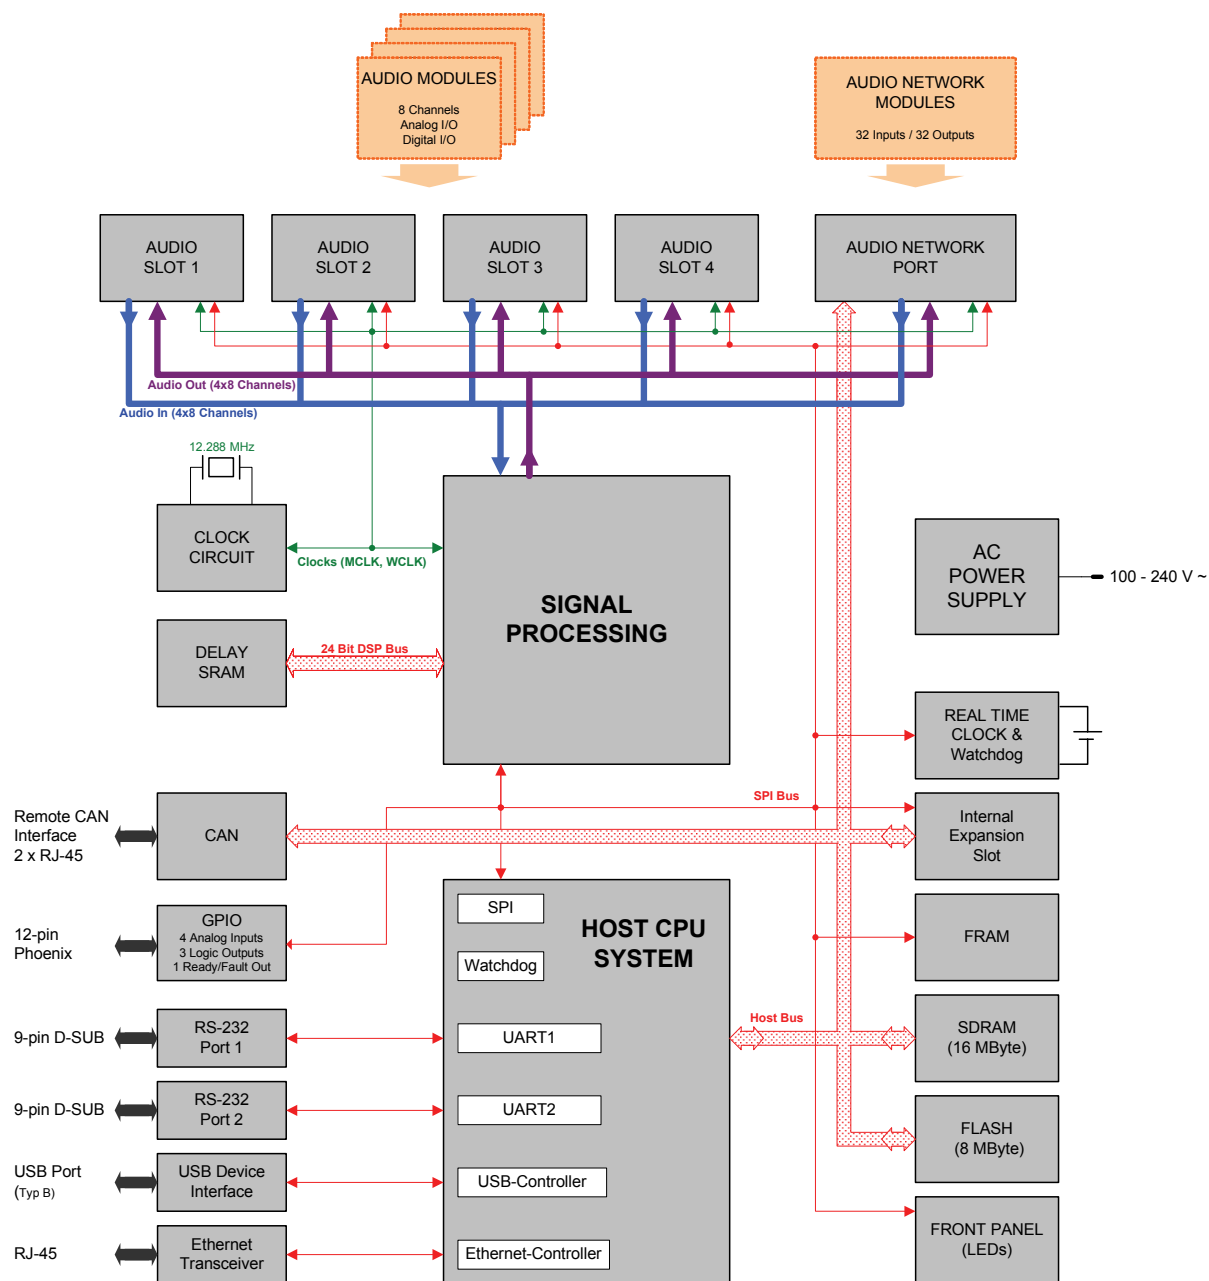 AUDIO MODULES
8 Channels
Analog I/O
Digital I/O
AUDIO NETWORK
MODULES
32 Inputs / 32 Outputs
AUDIO
SLOT 1
AUDIO
SLOT 2
AUDIO
SLOT 3
AUDIO
SLOT 4
AUDIO NETWORK
PORT
Audio Out (4x8 Channels)
Audio In (4x8 Channels)
12.288 MHz
CLOCK
CIRCUIT
Clocks (MCLK, WCLK)
SIGNAL
PROCESSING
AC
POWER
SUPPLY
100 - 240 V ~
DELAY
SRAM
24 Bit DSP Bus
REAL TIME
CLOCK &
Watchdog
SPI Bus
Remote CAN
Interface
2 x RJ-45
CAN
Internal
Expansion
Slot
12-pin
Phoenix
GPIO
4 Analog Inputs
3 Logic Outputs
1 Ready/Fault Out
SPI
HOST CPU
SYSTEM
Watchdog
FRAM
9-pin D-SUB
RS-232
Port 1
UART1
Host Bus
SDRAM
(16 MByte)
9-pin D-SUB
RS-232
Port 2
UART2
FLASH
(8 MByte)
USB Port
(Typ B)
USB Device
Interface
USB-Controller
RJ-45
Ethernet
Transceiver
Ethernet-Controller
FRONT PANEL
(LEDs)